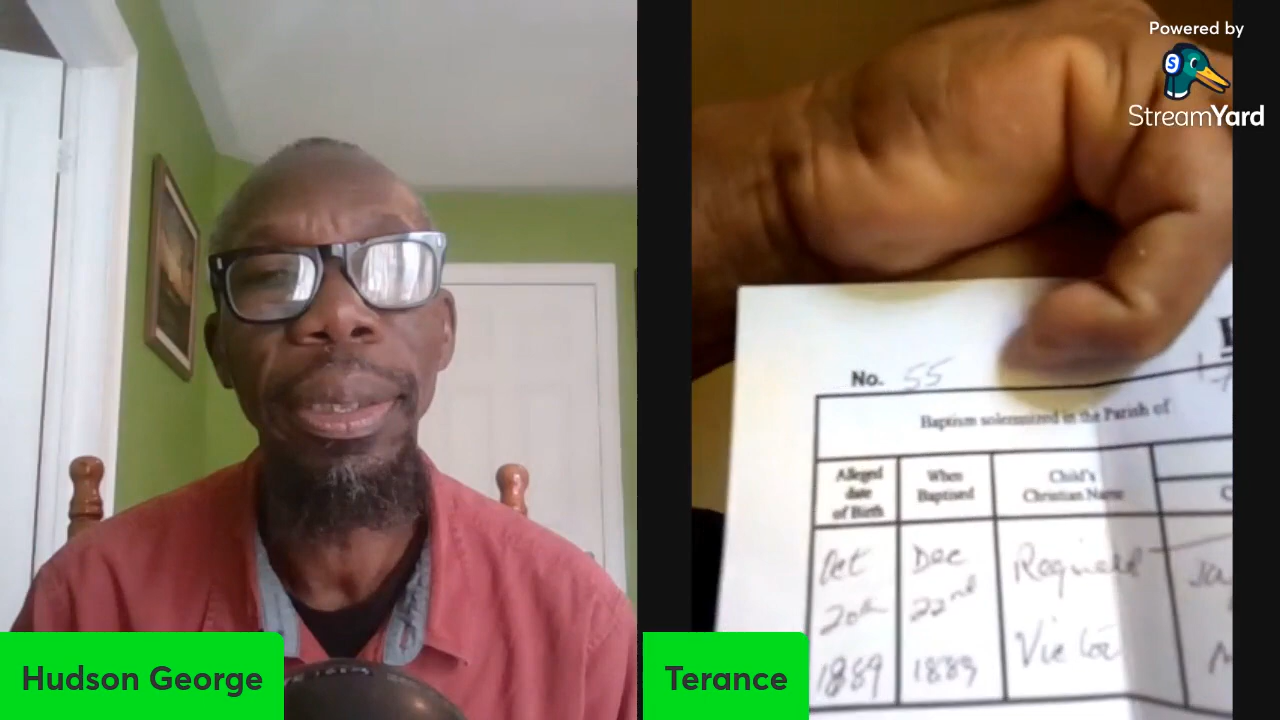 Powered by
StreamYard
No. 55
Baptism solemnized in the Parish of
Alleged
date
of Birth
When
Baptised
Child's
Christian Name
Oct
20th
1889
Dec
22nd
1889
Reginald
Victor
Hudson George
Terance